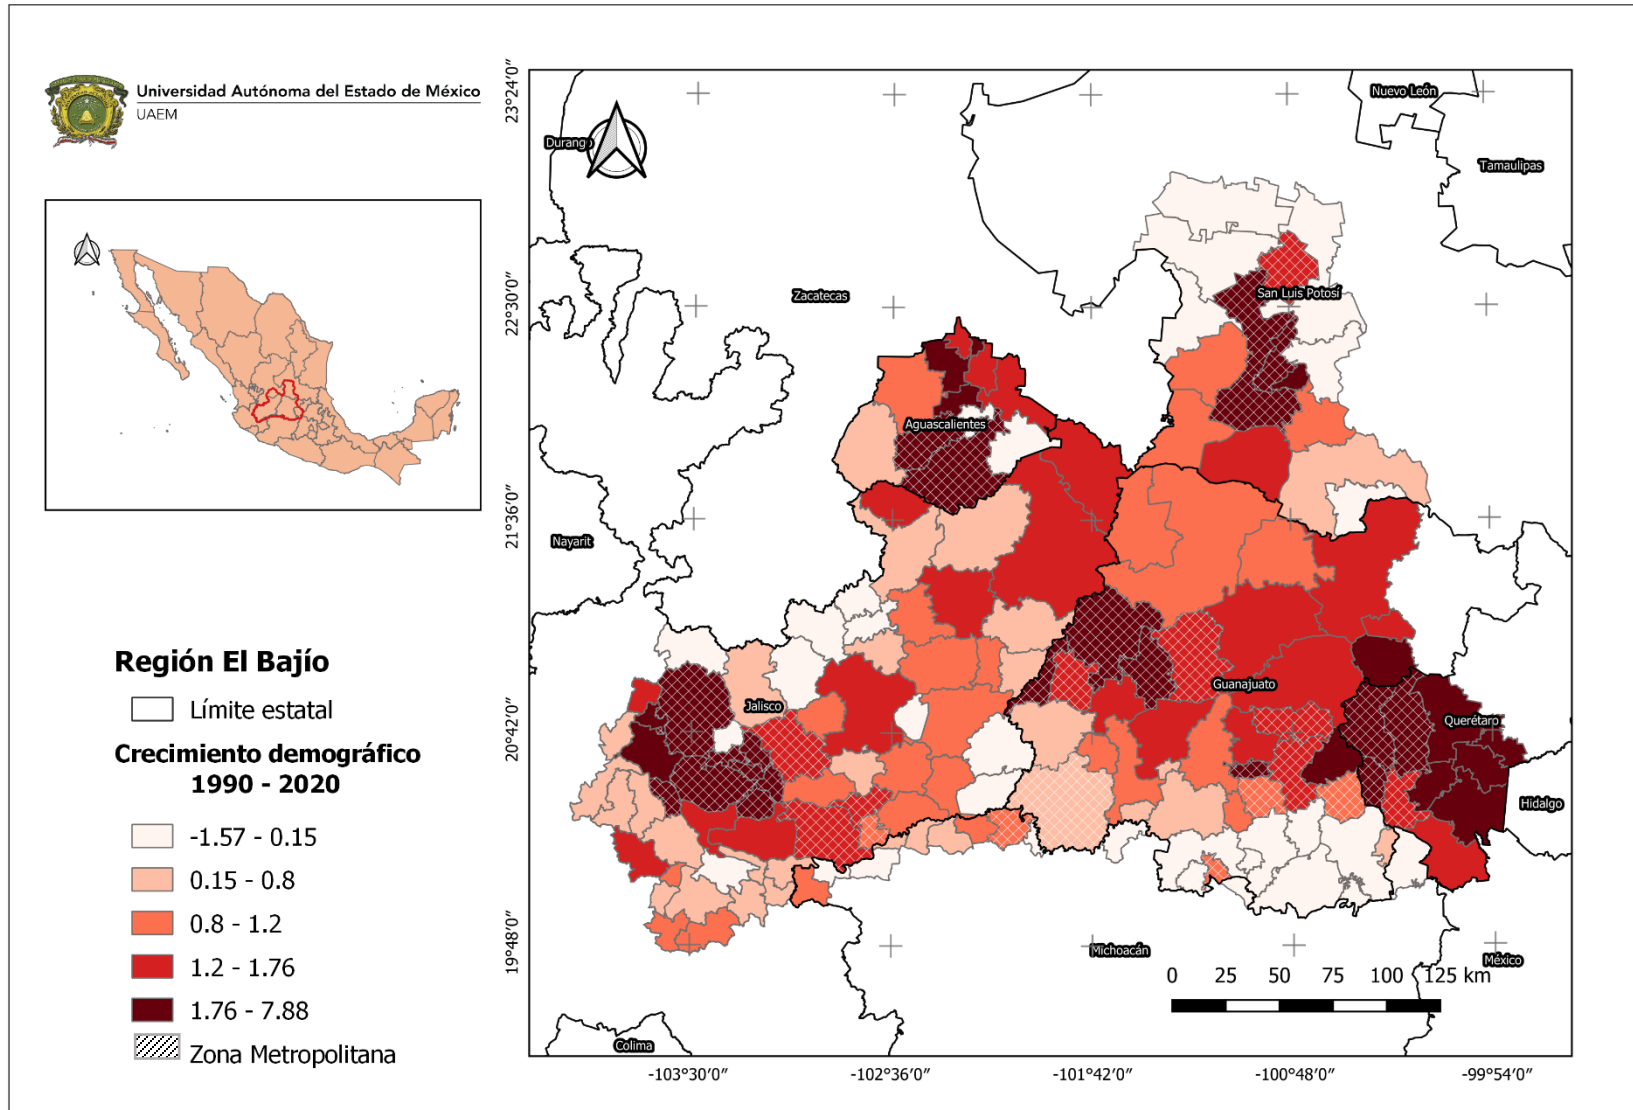 Universidad Autónoma del Estado de México
UAEM
Región El Bajío
Límite estatal
Crecimiento demográfico
1990 - 2020
-1.57 - 0.15
0.15 - 0.8
0.8 - 1.2
1.2 - 1.76
1.76 - 7.88
Zona Metropolitana
23°24′0″
22°30′0″
21°36′0″
20°42′0″
19°48′0″
Nuevo León
Durango
Tamaulipas
Zacatecas
San Luis Potosí
Aguascalientes
Nayarit
Guanajuato
Jalisco
Querétaro
Hidalgo
Michoacán
México
Colima
0 25 50 75 100 125 km
-103°30′0″ -102°36′0″ -101°42′0″ -100°48′0″ -99°54′0″